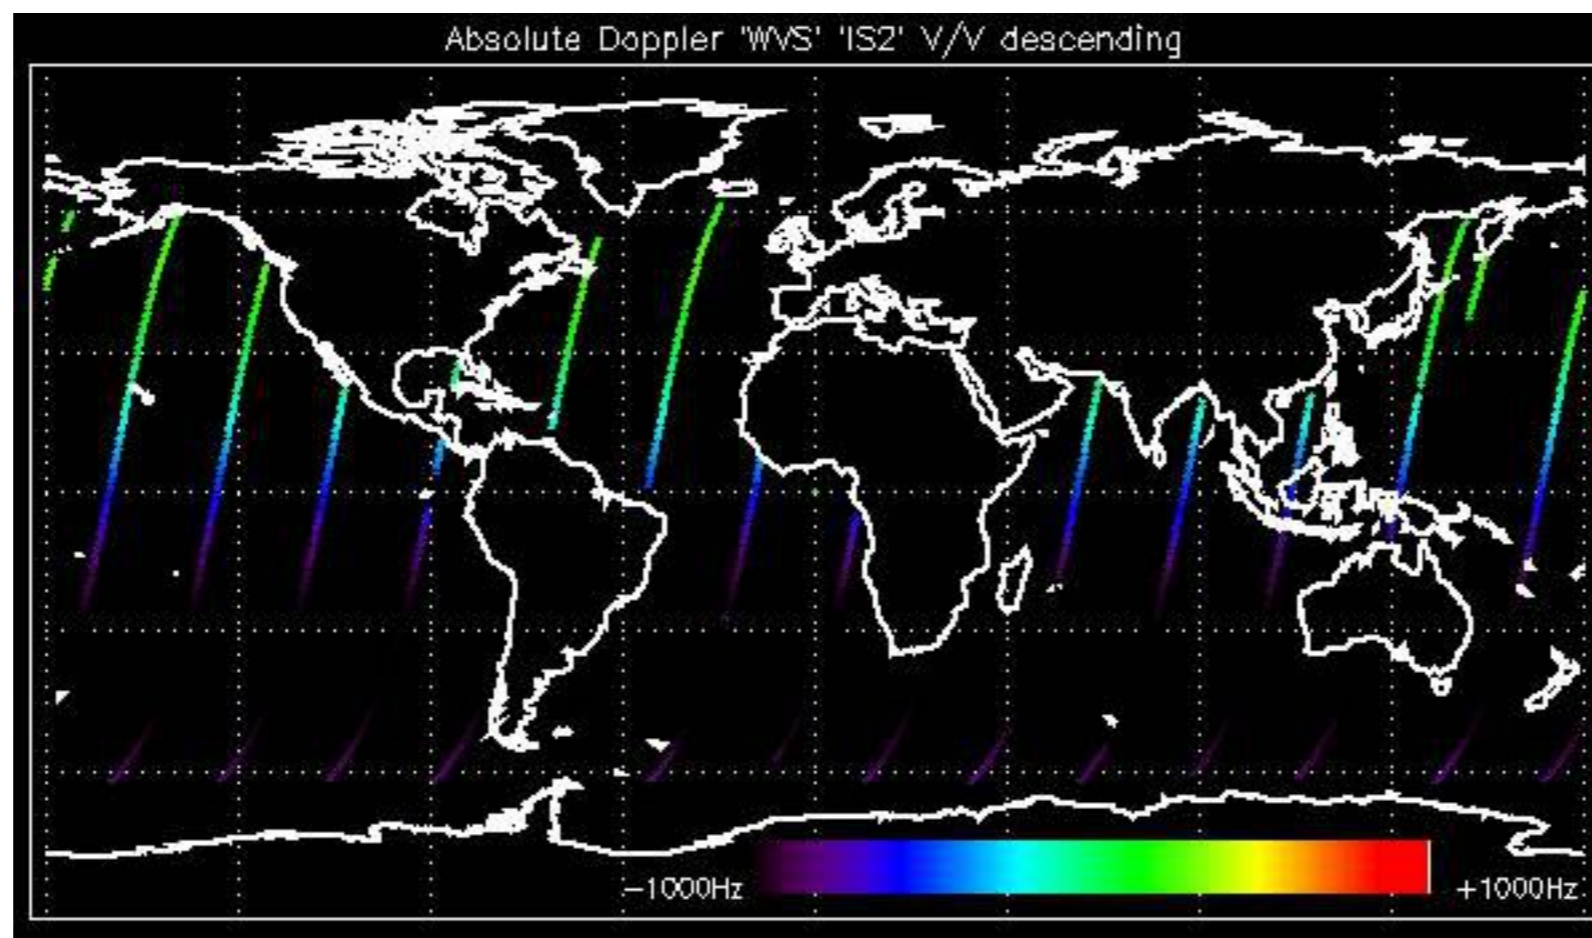 Absolute Doppler 'WVS' 'IS2' V/V descending
−1000Hz
+1000Hz